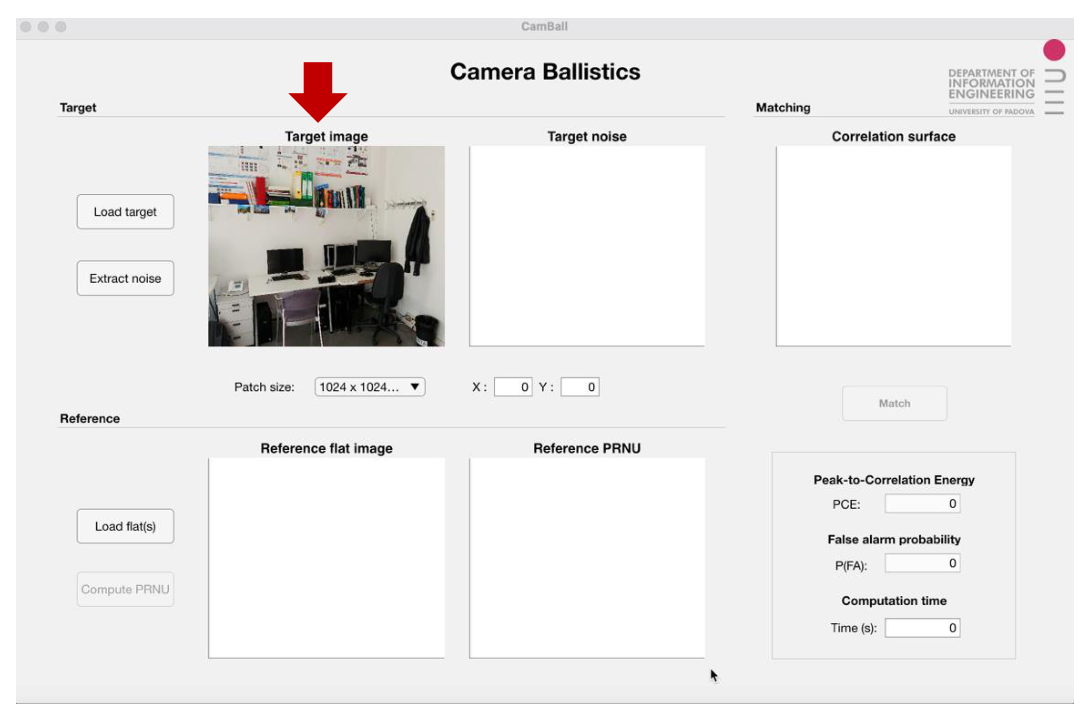 CamBall
Camera Ballistics
DEPARTMENT OF
INFORMATION
ENGINEERING
UNIVERSITY OF PADOVA
Target
Matching
Target image
Target noise
Correlation surface
Load target
Extract noise
Patch size: 1024 x 1024... ▼ X : 0 Y : 0
Match
Reference
Reference flat image
Reference PRNU
Peak-to-Correlation Energy
PCE: 0
Load flat(s)
False alarm probability
P(FA): 0
Compute PRNU
Computation time
Time (s): 0